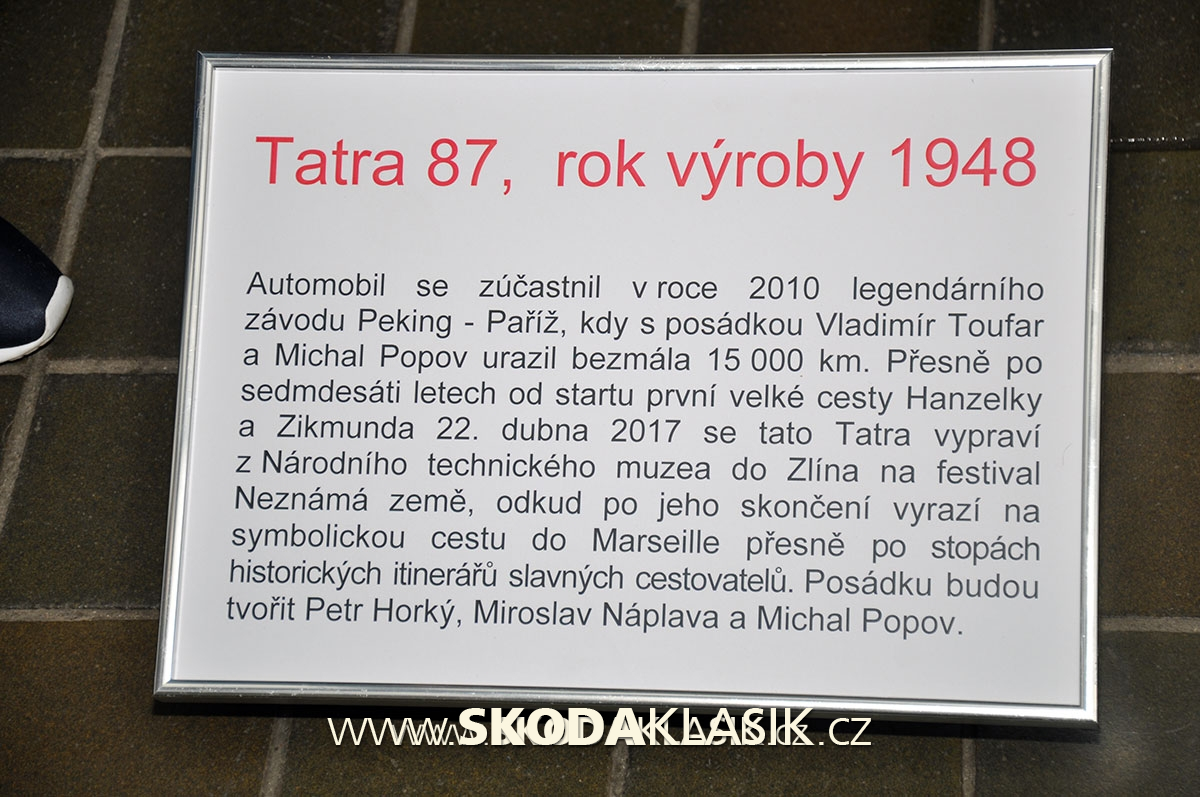 Tatra 87, rok výroby 1948
Automobil se zúčastnil v roce 2010 legendárního
závodu Peking - Paříž, kdy s posádkou Vladimír Toufar
a Michal Popov urazil bezmála 15 000 km. Přesně po
sedmdesáti letech od startu první velké cesty Hanzelky
a Zikmunda 22. dubna 2017 se tato Tatra vypraví
z Národního technického muzea do Zlína na festival
Neznámá země, odkud po jeho skončení vyrazí na
symbolickou cestu do Marseille přesně po stopách
historických itinerářů slavných cestovatelů. Posádku budou
tvořit Petr Horký, Miroslav Náplava a Michal Popov.
www.SKODAKLASIK.cz